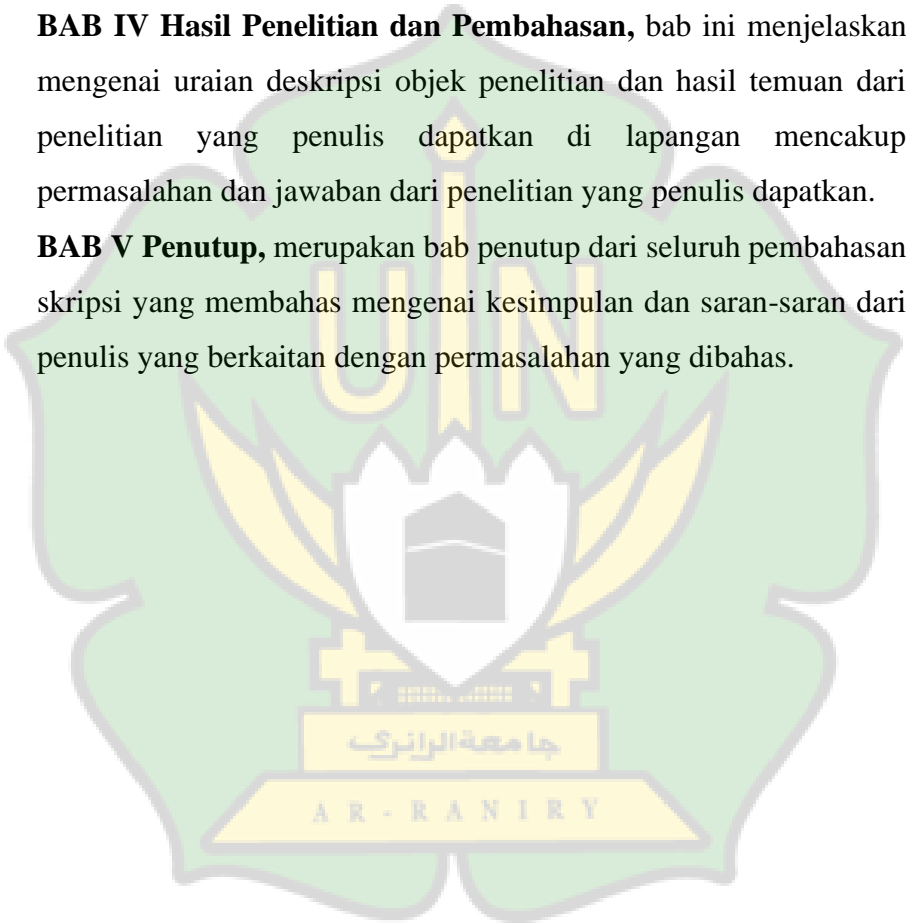 BAB IV Hasil Penelitian dan Pembahasan, bab ini menjelaskan
mengenai uraian deskripsi objek penelitian dan hasil temuan dari
penelitian yang penulis dapatkan di lapangan mencakup
permasalahan dan jawaban dari penelitian yang penulis dapatkan.
BAB V Penutup, merupakan bab penutup dari seluruh pembahasan
skripsi yang membahas mengenai kesimpulan dan saran-saran dari
penulis yang berkaitan dengan permasalahan yang dibahas.
UIN
جامعة الرانري
AR-RANIRY